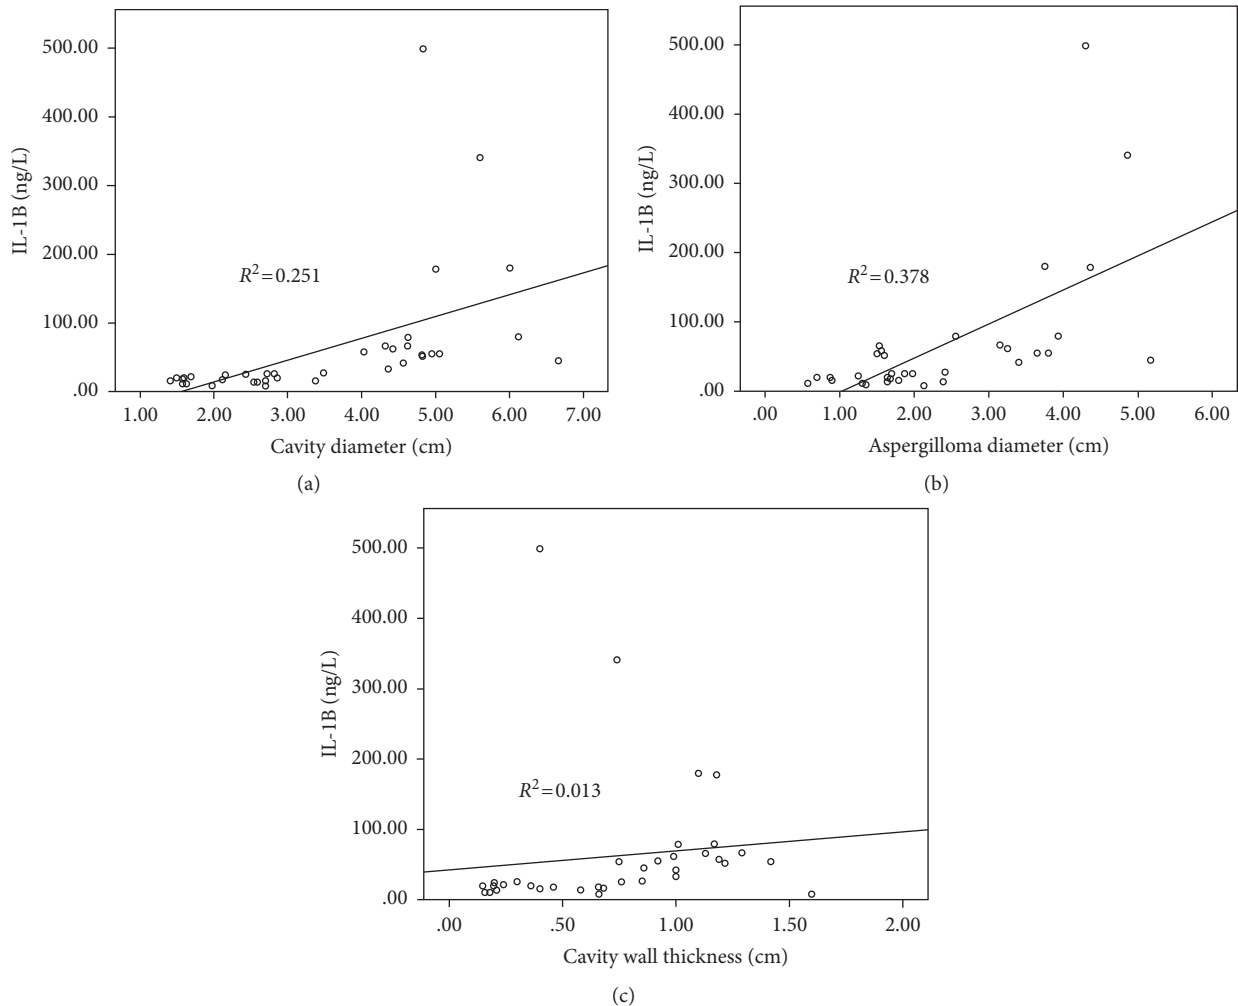 500.00
400.00
300.00
200.00
100.00
.00
IL-1B (ng/L)
R²=0.251
1.00 2.00 3.00 4.00 5.00 6.00 7.00
Cavity diameter (cm)
(a)
500.00
400.00
300.00
200.00
100.00
.00
IL-1B (ng/L)
R²=0.378
.00 1.00 2.00 3.00 4.00 5.00 6.00
Aspergilloma diameter (cm)
(b)
500.00
400.00
300.00
200.00
100.00
.00
IL-1B (ng/L)
R²=0.013
.00 .50 1.00 1.50 2.00
Cavity wall thickness (cm)
(c)